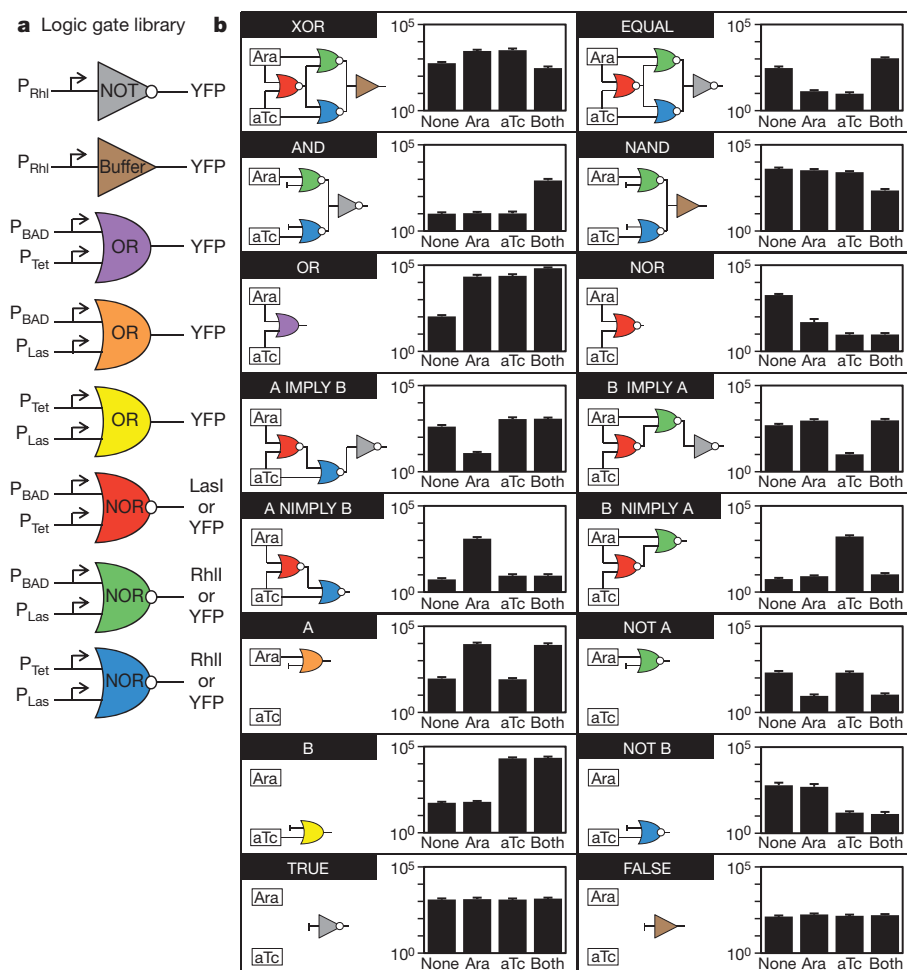 a Logic gate library
P_Rhl NOT YFP
P_Rhl Buffer YFP
P_BAD
P_Tet
OR YFP
P_BAD
P_Las
OR YFP
P_Tet
P_Las
OR YFP
P_BAD
P_Tet
NOR
LasI
or
YFP
P_BAD
P_Las
NOR
RhlI
or
YFP
P_Tet
P_Las
NOR
RhlI
or
YFP
b
XOR
Ara
aTc
10^5
10^0
None Ara aTc Both
EQUAL
Ara
aTc
10^5
10^0
None Ara aTc Both
AND
Ara
aTc
10^5
10^0
None Ara aTc Both
NAND
Ara
aTc
10^5
10^0
None Ara aTc Both
OR
Ara
aTc
10^5
10^0
None Ara aTc Both
NOR
Ara
aTc
10^5
10^0
None Ara aTc Both
A IMPLY B
Ara
aTc
10^5
10^0
None Ara aTc Both
B IMPLY A
Ara
aTc
10^5
10^0
None Ara aTc Both
A NIMPLY B
Ara
aTc
10^5
10^0
None Ara aTc Both
B NIMPLY A
Ara
aTc
10^5
10^0
None Ara aTc Both
A
Ara
aTc
10^5
10^0
None Ara aTc Both
NOT A
Ara
aTc
10^5
10^0
None Ara aTc Both
B
Ara
aTc
10^5
10^0
None Ara aTc Both
NOT B
Ara
aTc
10^5
10^0
None Ara aTc Both
TRUE
Ara
aTc
10^5
10^0
None Ara aTc Both
FALSE
Ara
aTc
10^5
10^0
None Ara aTc Both